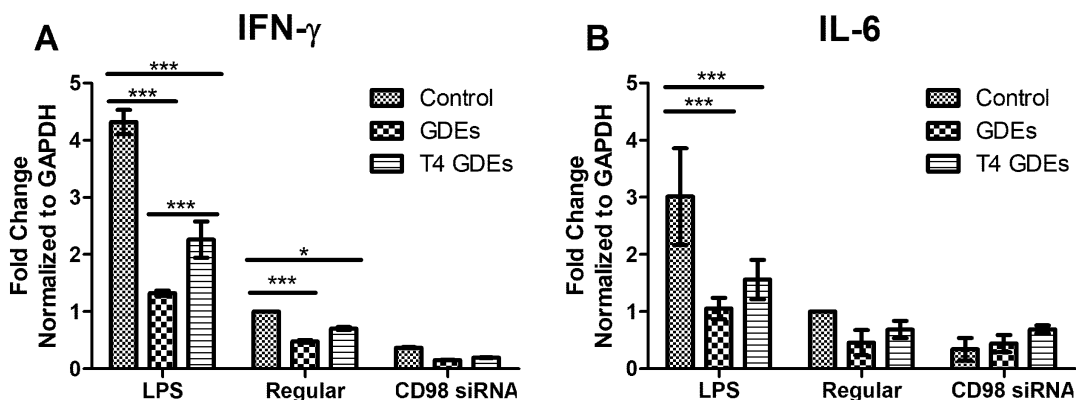 A
IFN-γ
Fold Change
Normalized to GAPDH
5
4
3
2
1
0
***
***
***
*
***
Control
GDEs
T4 GDEs
LPS
Regular
CD98 siRNA
B
IL-6
Fold Change
Normalized to GAPDH
5
4
3
2
1
0
***
***
Control
GDEs
T4 GDEs
LPS
Regular
CD98 siRNA